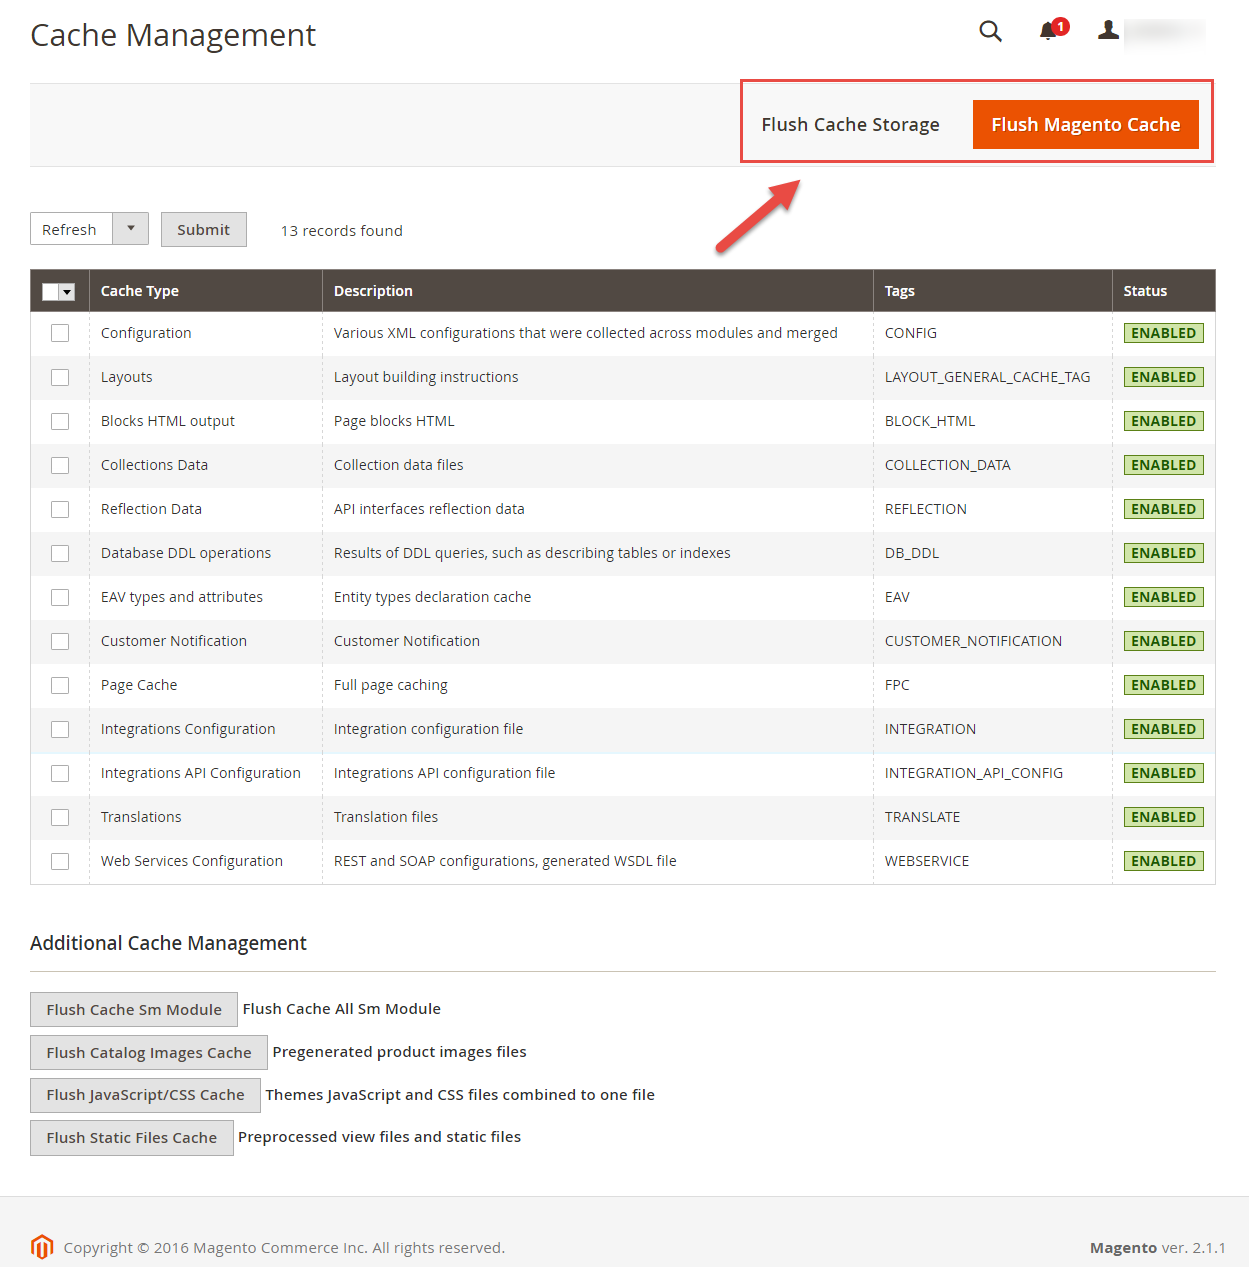 Cache Management
1
Flush Cache Storage Flush Magento Cache
Refresh Submit 13 records found
Cache Type Description Tags Status
Configuration Various XML configurations that were collected across modules and merged CONFIG ENABLED
Layouts Layout building instructions LAYOUT_GENERAL_CACHE_TAG ENABLED
Blocks HTML output Page blocks HTML BLOCK_HTML ENABLED
Collections Data Collection data files COLLECTION_DATA ENABLED
Reflection Data API interfaces reflection data REFLECTION ENABLED
Database DDL operations Results of DDL queries, such as describing tables or indexes DB_DDL ENABLED
EAV types and attributes Entity types declaration cache EAV ENABLED
Customer Notification Customer Notification CUSTOMER_NOTIFICATION ENABLED
Page Cache Full page caching FPC ENABLED
Integrations Configuration Integration configuration file INTEGRATION ENABLED
Integrations API Configuration Integrations API configuration file INTEGRATION_API_CONFIG ENABLED
Translations Translation files TRANSLATE ENABLED
Web Services Configuration REST and SOAP configurations, generated WSDL file WEBSERVICE ENABLED
Additional Cache Management
Flush Cache Sm Module Flush Cache All Sm Module
Flush Catalog Images Cache Pregenerated product images files
Flush JavaScript/CSS Cache Themes JavaScript and CSS files combined to one file
Flush Static Files Cache Preprocessed view files and static files
Copyright © 2016 Magento Commerce Inc. All rights reserved. Magento ver. 2.1.1